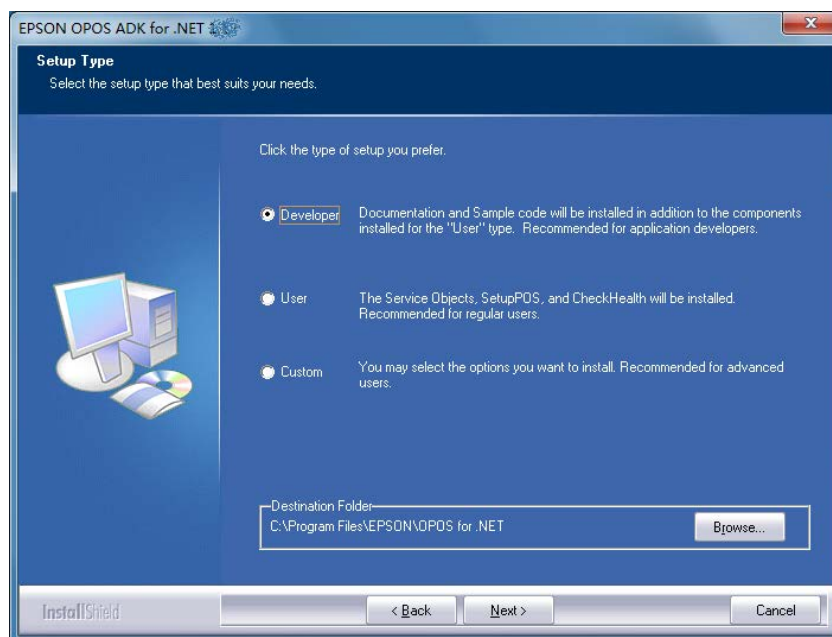 EPSON OPOS ADK for .NET
Setup Type
Select the setup type that best suits your needs.
Click the type of setup you prefer.
Developer
Documentation and Sample code will be installed in addition to the components
installed for the "User" type. Recommended for application developers.
User
The Service Objects, SetupPOS, and CheckHealth will be installed.
Recommended for regular users.
Custom
You may select the options you want to install. Recommended for advanced
users.
Destination Folder
C:\Program Files\EPSON\OPOS for .NET
Browse...
InstallShield
< Back
Next >
Cancel